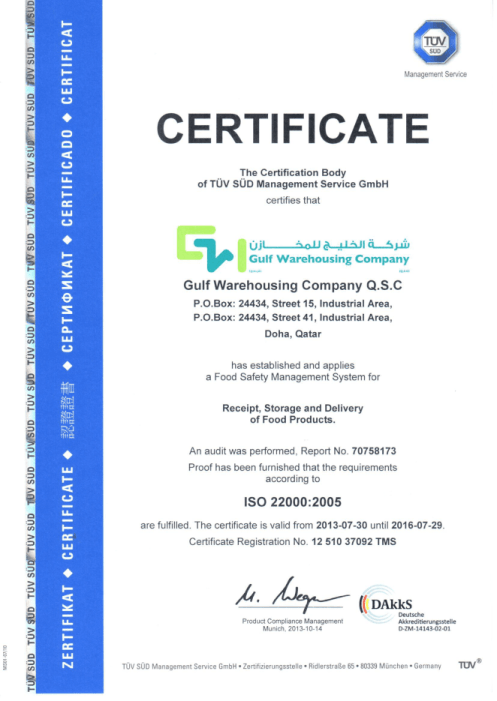 TÜV SÜD TÜV SÜD TÜV SÜD TÜV SÜD TÜV SÜD TÜV SÜD TÜV SÜD TÜV SÜD TÜV SÜD TÜV SÜD
ZERTIFIKAT ◆ CERTIFICATE ◆ 認證證書 ◆ СЕРТИФИКАТ ◆ CERTIFICADO ◆ CERTIFICAT
TÜV
SÜD
Management Service
CERTIFICATE
The Certification Body
of TÜV SÜD Management Service GmbH
certifies that
شركة الخليج للمخازن
Gulf Warehousing Company
Gulf Warehousing Company Q.S.C
P.O.Box: 24434, Street 15, Industrial Area,
P.O.Box: 24434, Street 41, Industrial Area,
Doha, Qatar
has established and applies
a Food Safety Management System for
Receipt, Storage and Delivery
of Food Products.
An audit was performed, Report No. 70758173
Proof has been furnished that the requirements
according to
ISO 22000:2005
are fulfilled. The certificate is valid from 2013-07-30 until 2016-07-29.
Certificate Registration No. 12 510 37092 TMS
Product Compliance Management
Munich, 2013-10-14
DAkkS
Deutsche
Akkreditierungsstelle
D-ZM-14143-02-01
TÜV SÜD Management Service GmbH • Zertifizierungsstelle • Ridlerstraße 65 • 80339 München • Germany
TÜV®